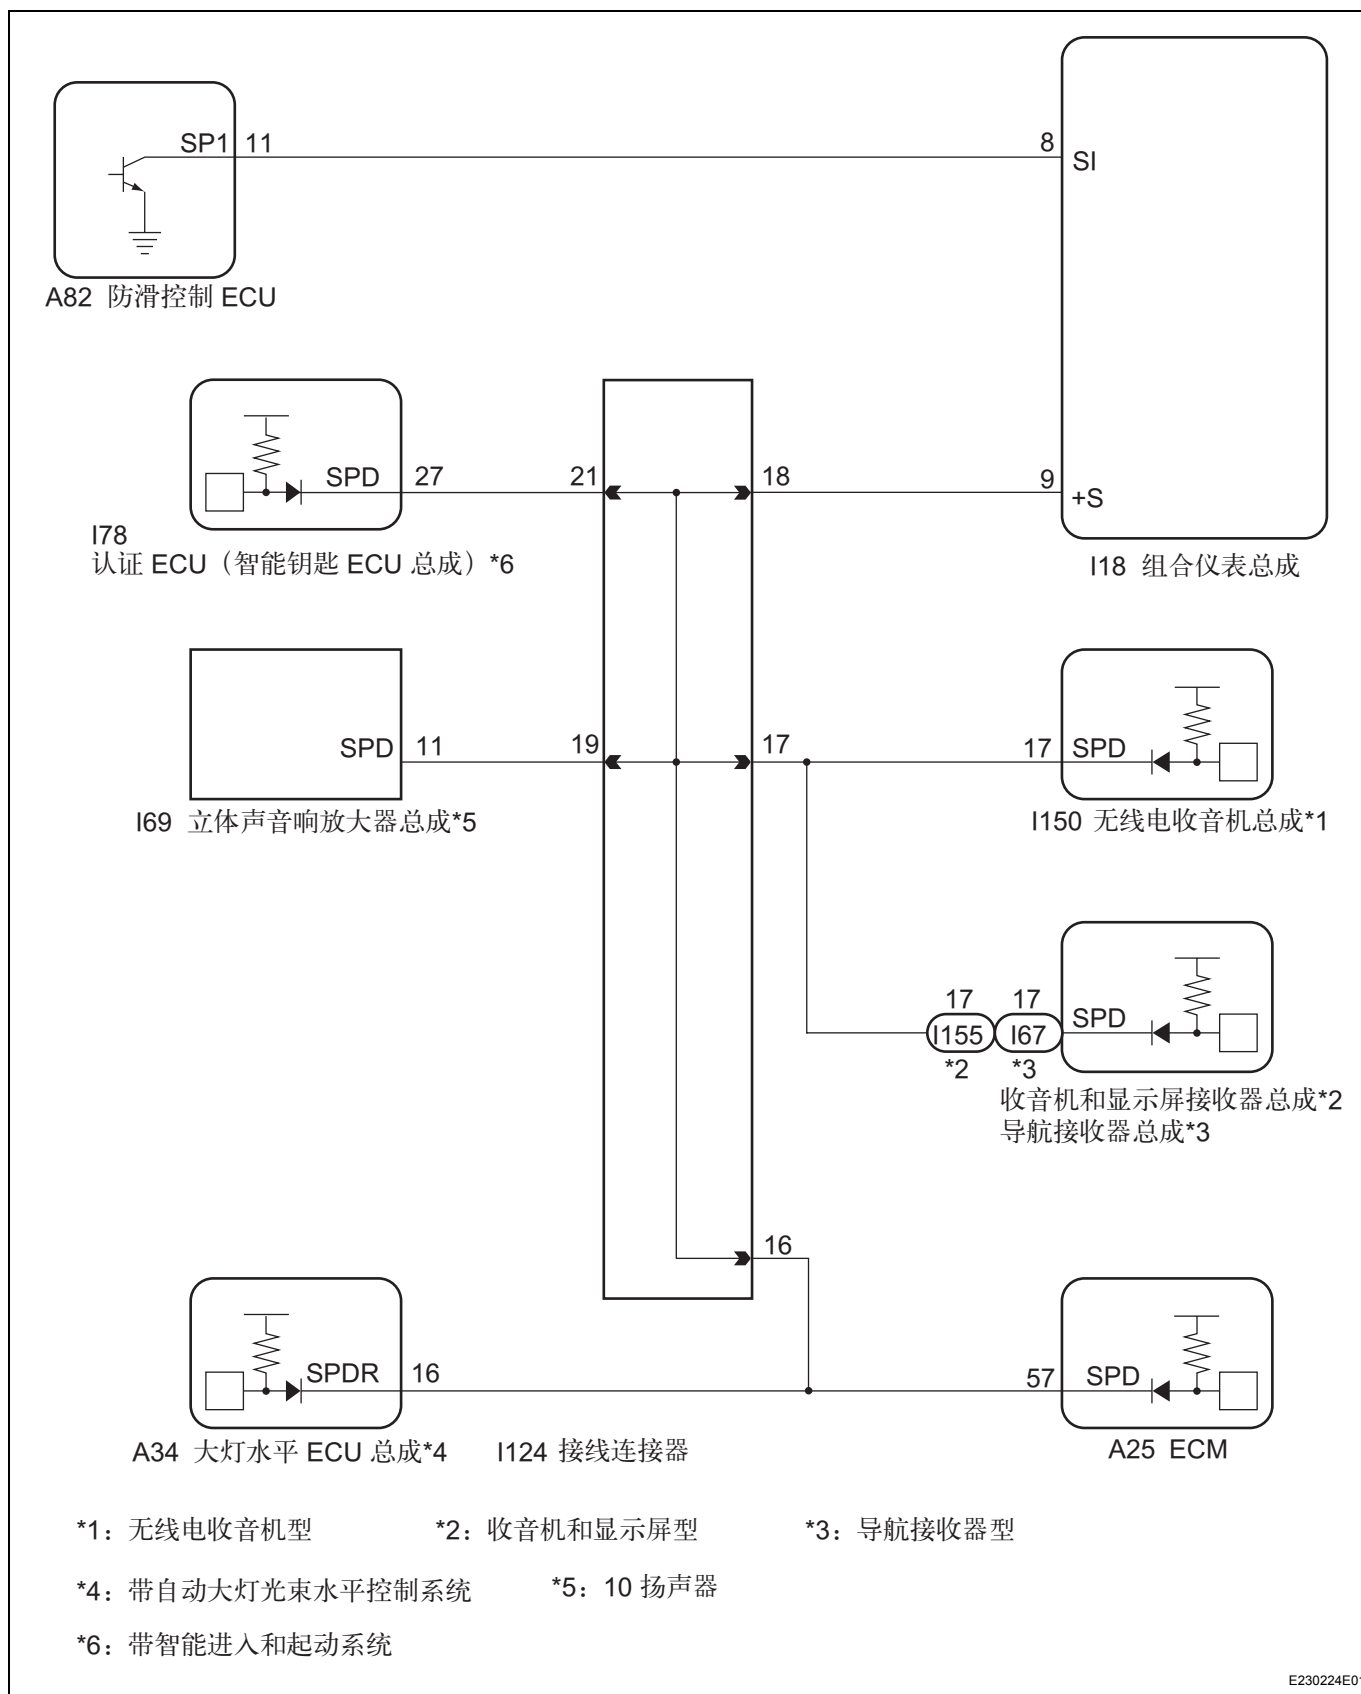 SP1 11
8 SI
A82 防滑控制 ECU
SPD 27
21
18
9 +S
I78
认证 ECU（智能钥匙 ECU 总成）*6
I18 组合仪表总成
SPD 11
19
17
17 SPD
I69 立体声音响放大器总成*5
I150 无线电收音机总成*1
17 17
I155 I67 SPD
*2 *3
收音机和显示屏接收器总成*2
导航接收器总成*3
16
SPDR 16
57 SPD
A34 大灯水平 ECU 总成*4
I124 接线连接器
A25 ECM
*1：无线电收音机型
*2：收音机和显示屏型
*3：导航接收器型
*4：带自动大灯光束水平控制系统
*5：10 扬声器
*6：带智能进入和起动系统
E230224E01